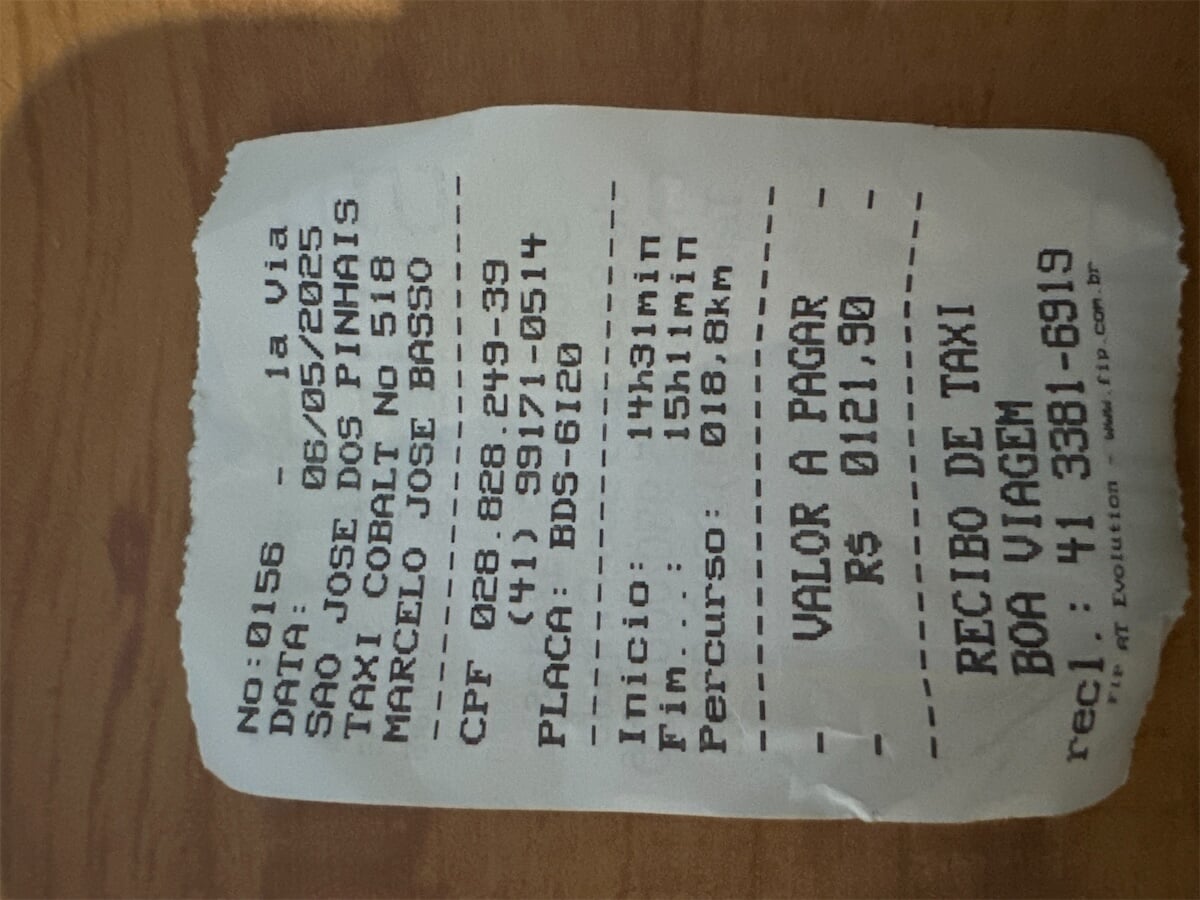 No:0156 - 1a Via
DATA: 06/05/2025
SAO JOSE DOS PINHAIS
TAXI COBALT No 518
MARCELO JOSE BASSO
--------------------
CPF 028.828.249-39
(41) 99171-0514
PLACA: BDS-6I20
--------------------
Inicio: 14h31min
Fim...: 15h11min
Percurso: 018,8km
--------------------
- VALOR A PAGAR -
- R$ 0121,90 -
--------------------
RECIBO DE TAXI
BOA VIAGEM
recl.: 41 3381-6919
FIP AT Evolution - www.fip.com.br